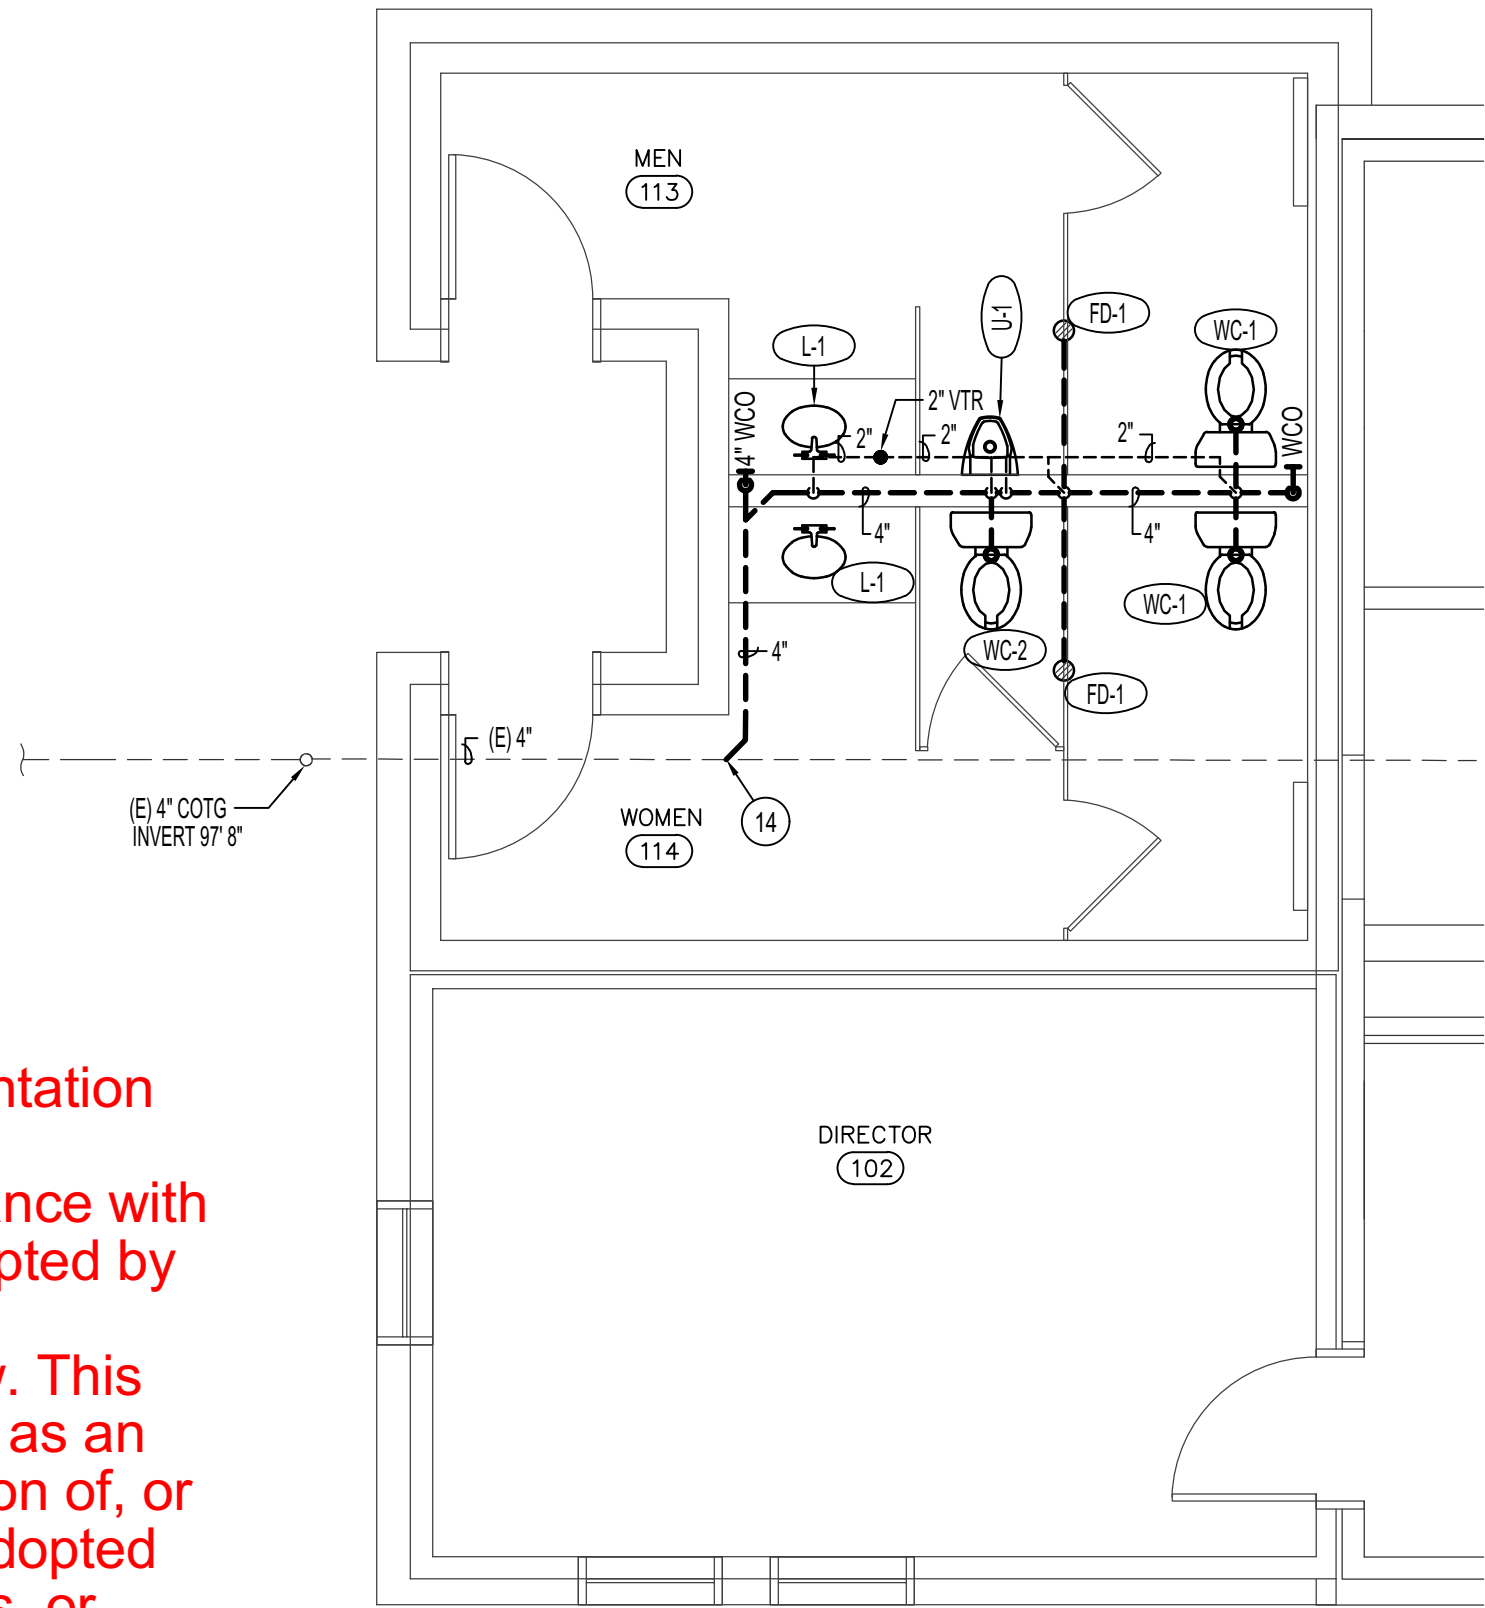 MEN
113
U-1
FD-1
WC-1
L-1
2" VTR
4" WCO
2"
2"
2"
WCO
4"
4"
L-1
WC-1
WC-2
4"
FD-1
(E) 4"
(E) 4" COTG
INVERT 97' 8"
WOMEN
114
14
ntation
ance with
pted by
DIRECTOR
102
. This
as an
on of, or
dopted
or